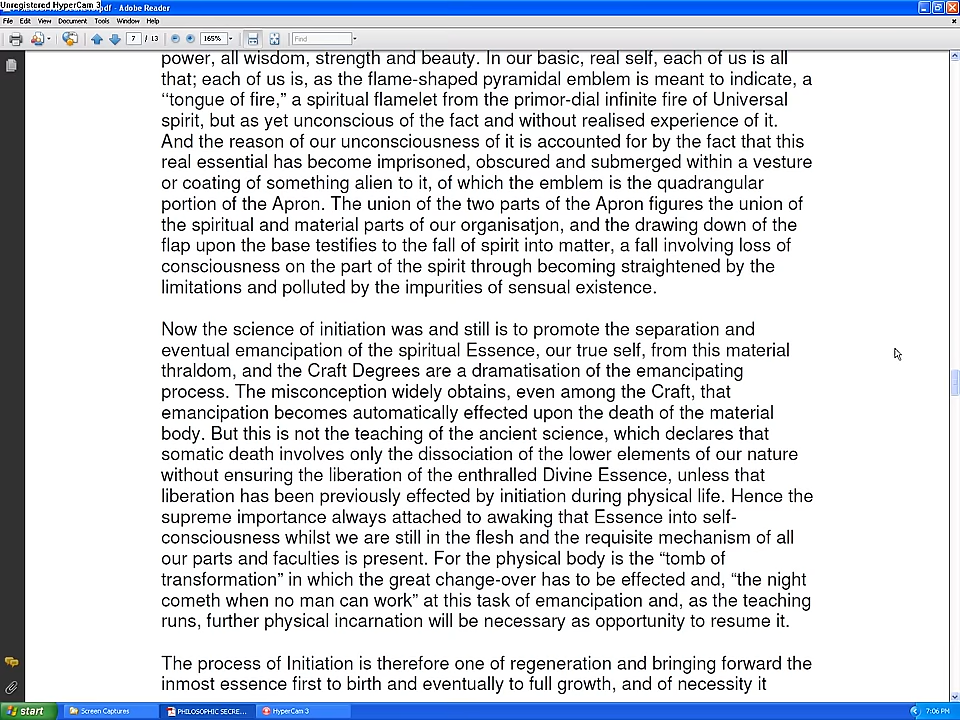 Unregistered HyperCam 3
.pdf - Adobe Reader
File Edit View Document Tools Window Help
7 / 13 165% Find
power, all wisdom, strength and beauty. In our basic, real self, each of us is all
that; each of us is, as the flame-shaped pyramidal emblem is meant to indicate, a
‘‘tongue of fire,” a spiritual flamelet from the primor-dial infinite fire of Universal
spirit, but as yet unconscious of the fact and without realised experience of it.
And the reason of our unconsciousness of it is accounted for by the fact that this
real essential has become imprisoned, obscured and submerged within a vesture
or coating of something alien to it, of which the emblem is the quadrangular
portion of the Apron. The union of the two parts of the Apron figures the union of
the spiritual and material parts of our organisatjon, and the drawing down of the
flap upon the base testifies to the fall of spirit into matter, a fall involving loss of
consciousness on the part of the spirit through becoming straightened by the
limitations and polluted by the impurities of sensual existence.
Now the science of initiation was and still is to promote the separation and
eventual emancipation of the spiritual Essence, our true self, from this material
thraldom, and the Craft Degrees are a dramatisation of the emancipating
process. The misconception widely obtains, even among the Craft, that
emancipation becomes automatically effected upon the death of the material
body. But this is not the teaching of the ancient science, which declares that
somatic death involves only the dissociation of the lower elements of our nature
without ensuring the liberation of the enthralled Divine Essence, unless that
liberation has been previously effected by initiation during physical life. Hence the
supreme importance always attached to awaking that Essence into self-
consciousness whilst we are still in the flesh and the requisite mechanism of all
our parts and faculties is present. For the physical body is the “tomb of
transformation” in which the great change-over has to be effected and, “the night
cometh when no man can work” at this task of emancipation and, as the teaching
runs, further physical incarnation will be necessary as opportunity to resume it.
The process of Initiation is therefore one of regeneration and bringing forward the
inmost essence first to birth and eventually to full growth, and of necessity it
start Screen Captures PHILOSOPHIC SECRE... HyperCam 3 7:06 PM